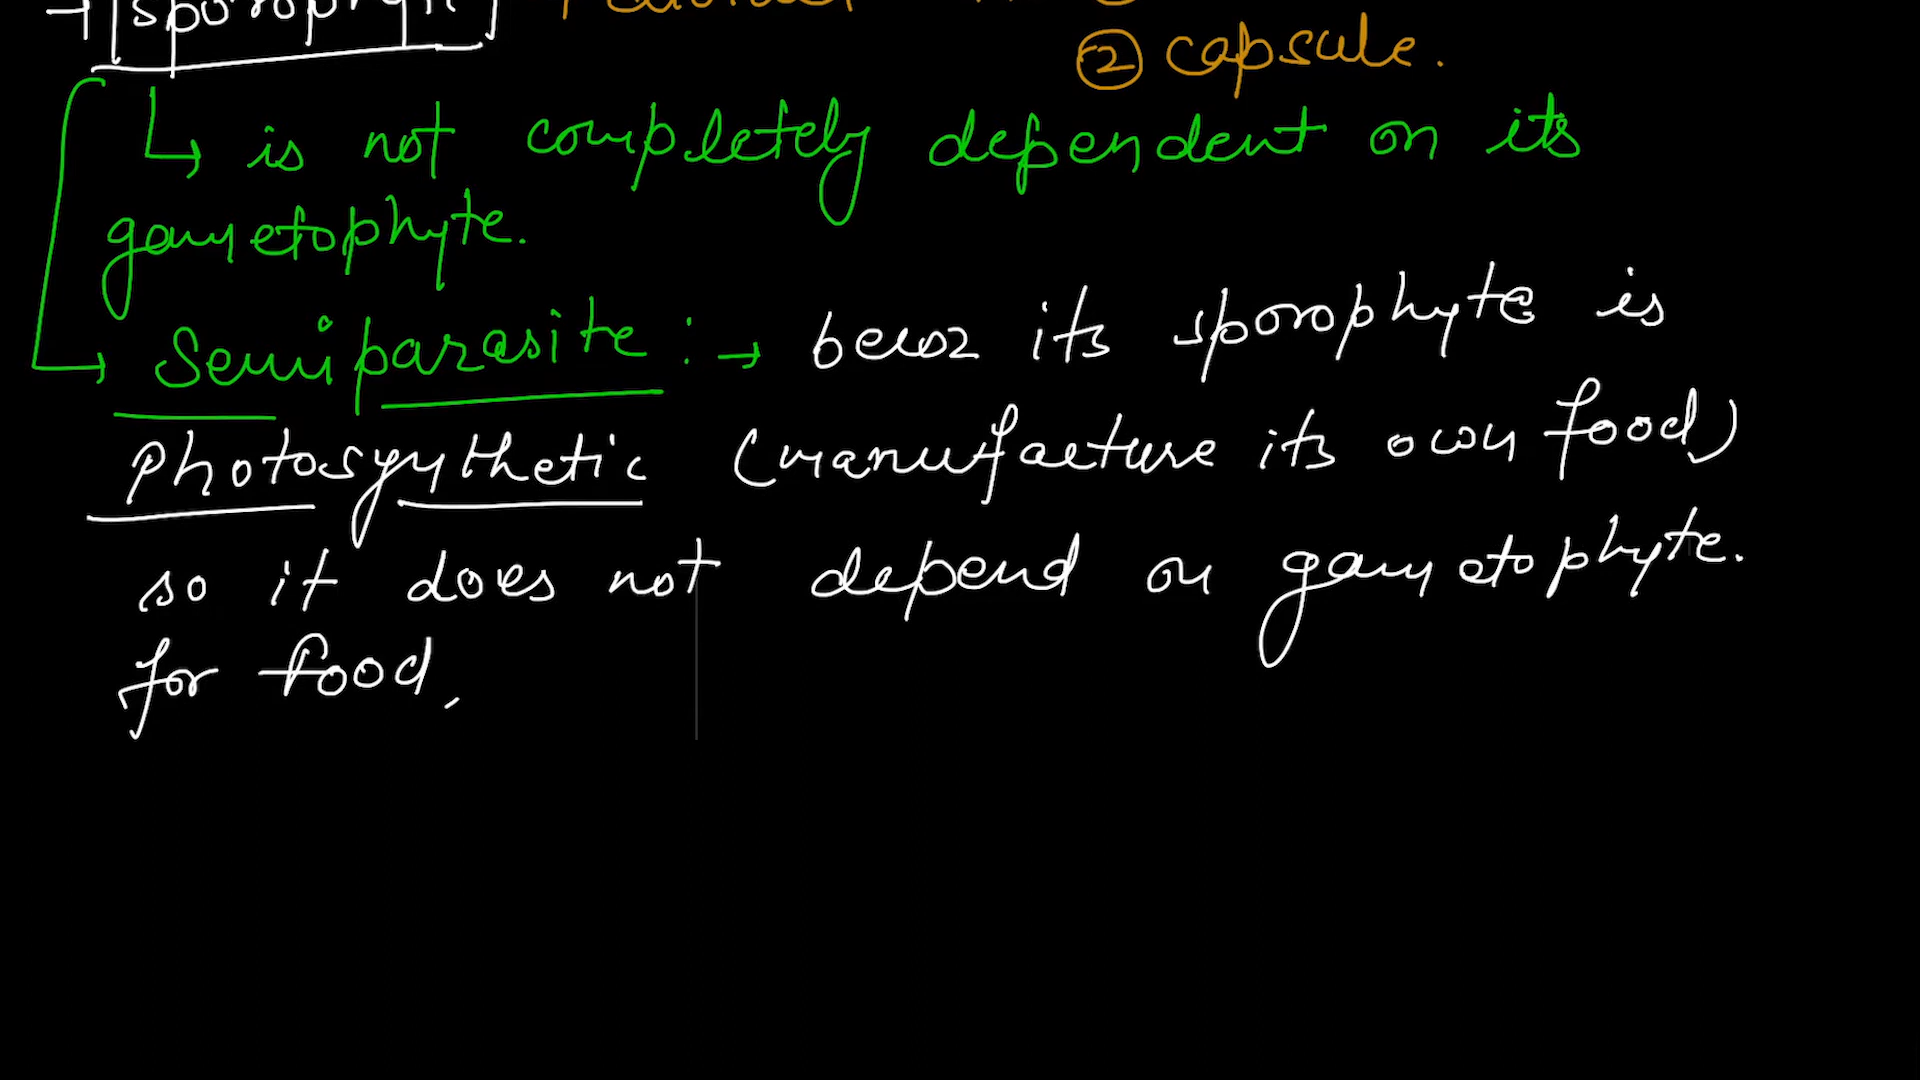 ② capsule.
↳ is not completely dependent on its
gametophyte.
→ Semiparasite :→ becoz its sporophyte is
photosynthetic (manufacture its own food)
so it does not depend on gametophyte.
for food,